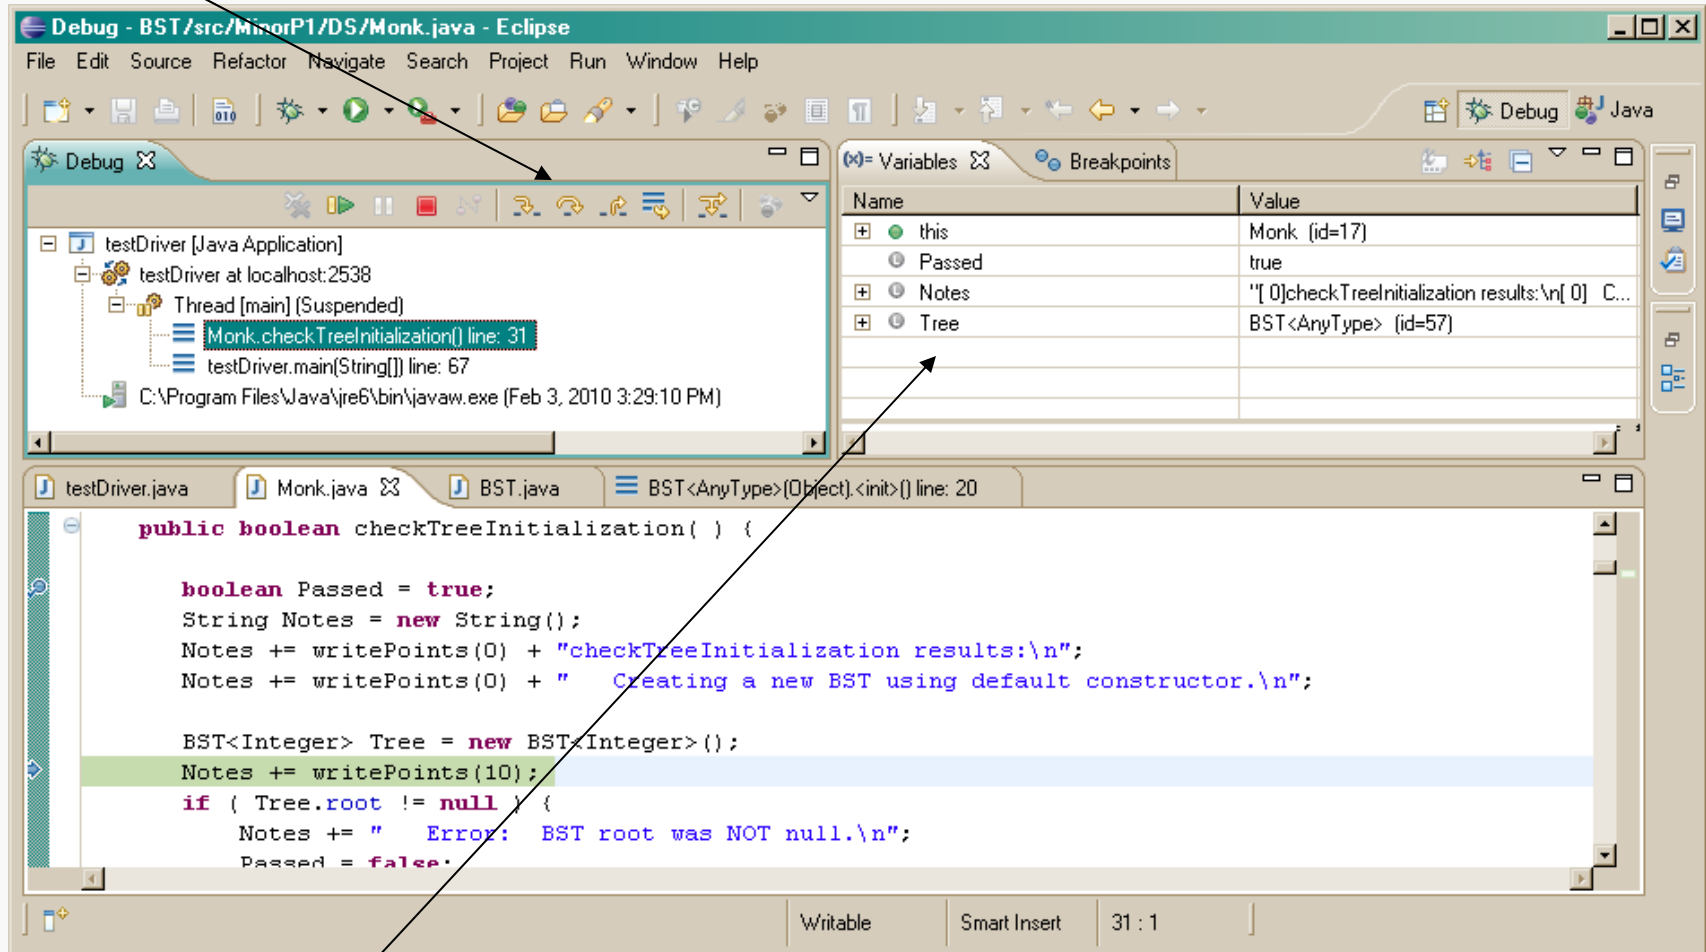 Debug - BST/src/MinorP1/DS/Monk.java - Eclipse
File Edit Source Refactor Navigate Search Project Run Window Help
Debug Java
Debug
Variables Breakpoints
Name Value
this Monk (id=17)
Passed true
Notes "[ 0]checkTreeInitialization results:\n[ 0] C...
Tree BST<AnyType> (id=57)
testDriver [Java Application]
testDriver at localhost:2538
Thread [main] (Suspended)
Monk.checkTreeInitialization() line: 31
testDriver.main(String[]) line: 67
C:\Program Files\Java\jre6\bin\javaw.exe (Feb 3, 2010 3:29:10 PM)
testDriver.java Monk.java BST.java BST<AnyType>(Object).<init>() line: 20
public boolean checkTreeInitialization( ) {
boolean Passed = true;
String Notes = new String();
Notes += writePoints(0) + "checkTreeInitialization results:\n";
Notes += writePoints(0) + "   Creating a new BST using default constructor.\n";
BST<Integer> Tree = new BST<Integer>();
Notes += writePoints(10);
if ( Tree.root != null ) {
Notes += "   Error:  BST root was NOT null.\n";
Passed = false;
Writable Smart Insert 31 : 1